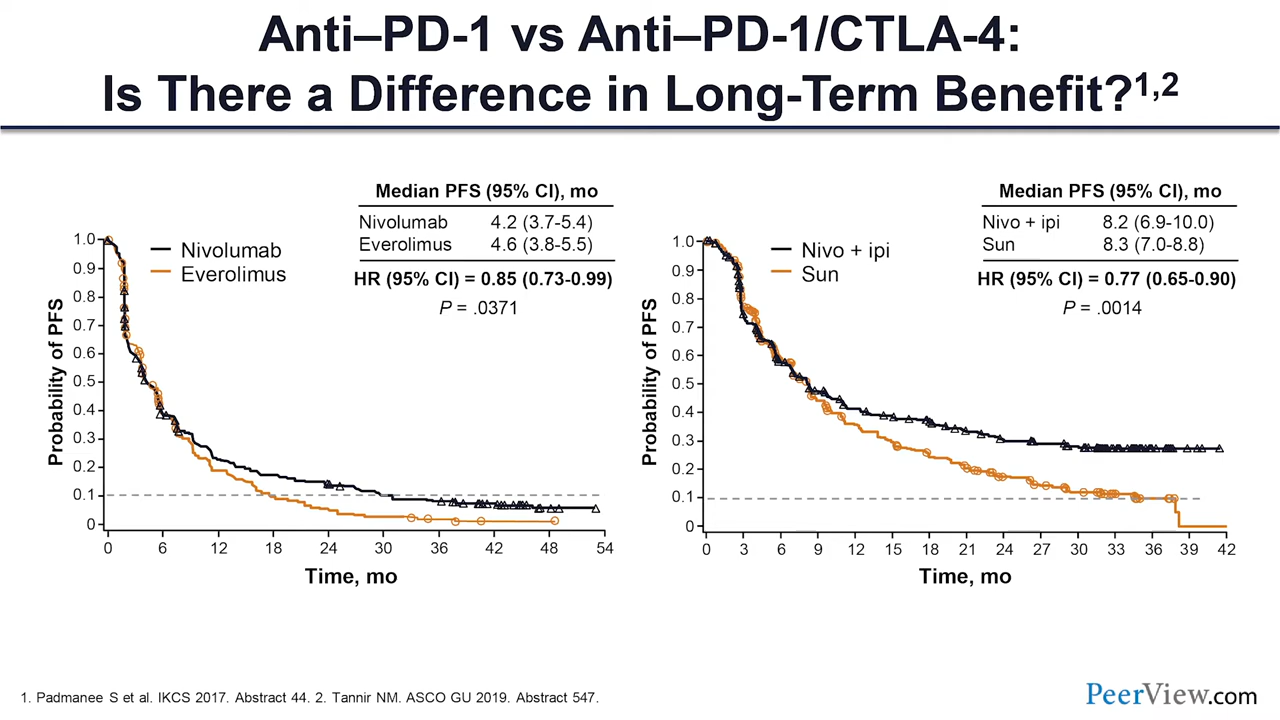 Anti–PD-1 vs Anti–PD-1/CTLA-4:
Is There a Difference in Long-Term Benefit?1,2
Median PFS (95% CI), mo
Nivolumab 4.2 (3.7-5.4)
Everolimus 4.6 (3.8-5.5)
HR (95% CI) = 0.85 (0.73-0.99)
P = .0371
Nivolumab
Everolimus
Probability of PFS
1.0
0.9
0.8
0.7
0.6
0.5
0.4
0.3
0.2
0.1
0
0 6 12 18 24 30 36 42 48 54
Time, mo
Median PFS (95% CI), mo
Nivo + ipi 8.2 (6.9-10.0)
Sun 8.3 (7.0-8.8)
HR (95% CI) = 0.77 (0.65-0.90)
P = .0014
Nivo + ipi
Sun
Probability of PFS
1.0
0.9
0.8
0.7
0.6
0.5
0.4
0.3
0.2
0.1
0
0 3 6 9 12 15 18 21 24 27 30 33 36 39 42
Time, mo
1. Padmanee S et al. IKCS 2017. Abstract 44. 2. Tannir NM. ASCO GU 2019. Abstract 547.
PeerView.com